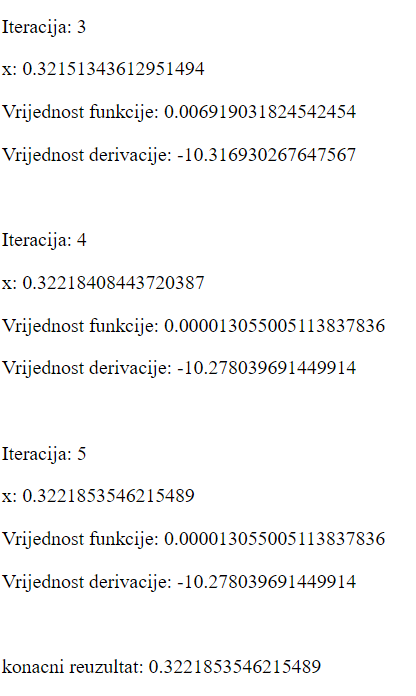 Iteracija: 3
x: 0.32151343612951494
Vrijednost funkcije: 0.006919031824542454
Vrijednost derivacije: -10.316930267647567
Iteracija: 4
x: 0.32218408443720387
Vrijednost funkcije: 0.000013055005113837836
Vrijednost derivacije: -10.278039691449914
Iteracija: 5
x: 0.3221853546215489
Vrijednost funkcije: 0.000013055005113837836
Vrijednost derivacije: -10.278039691449914
konacni reuzultat: 0.3221853546215489